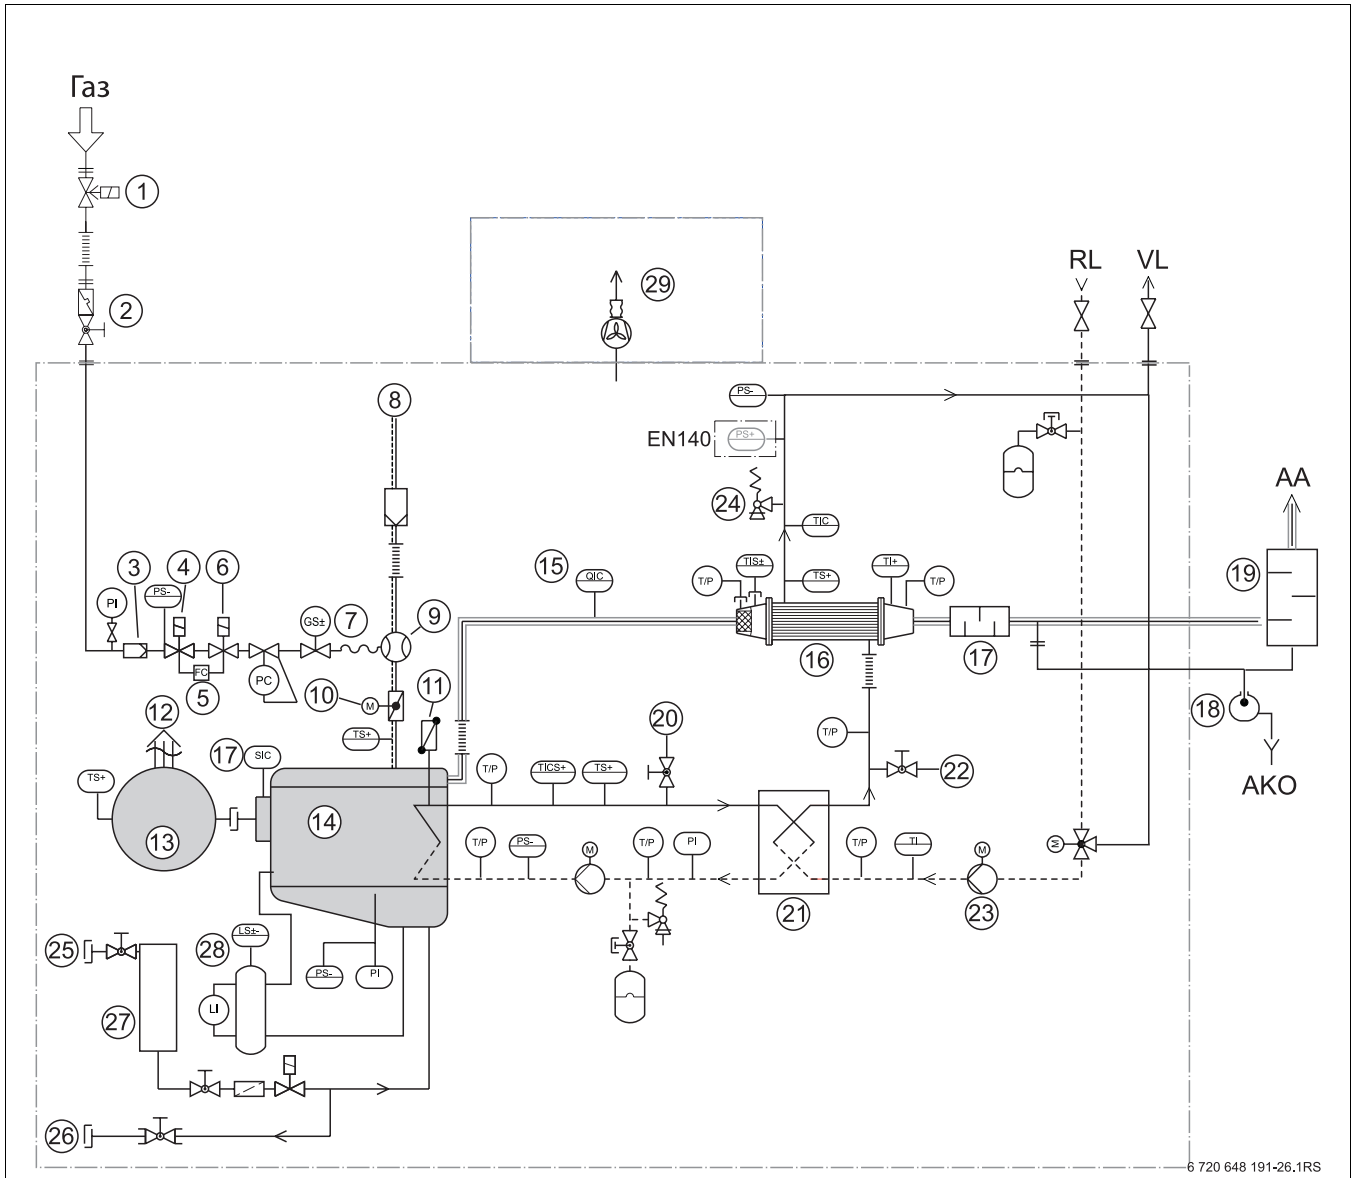 Газ
1
2
29
RL
VL
8
PS-
EN140
PS+
24
AA
3
4
6
15
QIC
TIC
T/P
TIS±
TS+
TI+
T/P
19
PI
PS-
GS±
7
9
FC
PC
5
16
17
10
M
11
12
TS+
17
SIC
T/P
20
T/P
18
TS+
T/P
TICS+
TS+
22
AKO
14
13
T/P
PS-
M
T/P
PI
T/P
TI
M
M
21
23
25
28
LS±-
PS-
PI
27
LI
26
6 720 648 191-26.1RS